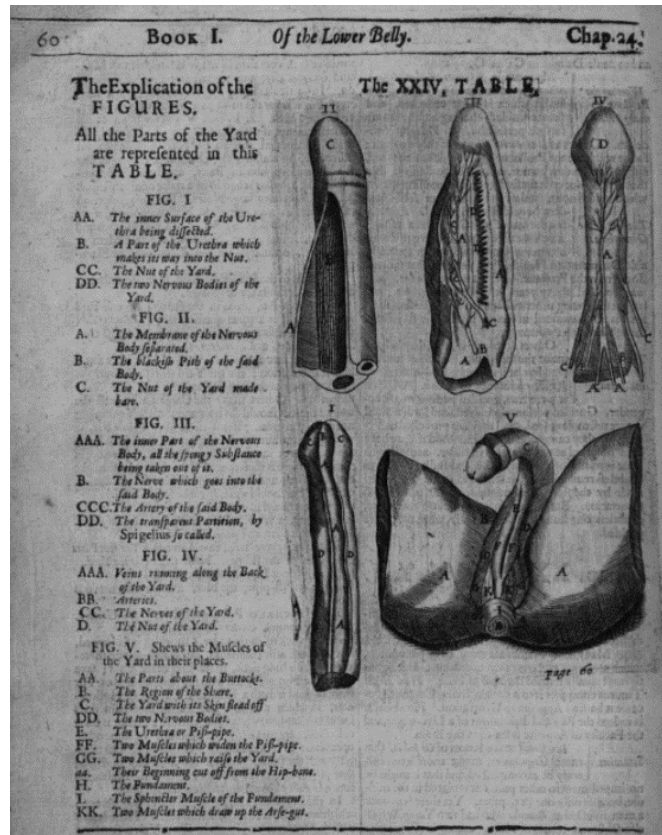 60 BOOK I. Of the Lower Belly. Chap. 24.
The Explication of the
FIGURES.
All the Parts of the Yard
are repreſented in this
TABLE.
FIG. I
AA. The inner Surface of the Ure-
thra being diſſected.
B. A Part of the Urethra which
makes its way into the Nut.
CC. The Nut of the Yard.
DD. The two Nervous Bodies of the
Yard.
FIG. II.
A. The Membrane of the Nervous
Body ſeparated.
B. The blackiſh Pith of the ſaid
Body.
C. The Nut of the Yard made
bare.
FIG. III.
AAA. The inner Part of the Nervous
Body, all the ſpongy Subſtance
being taken out of it.
B. The Nerve which goes into the
ſaid Body.
CCC. The Artery of the ſaid Body.
DD. The tranſparent Partition, by
Spigelius ſo called.
FIG. IV.
AAA. Veins running along the Back
of the Yard.
BB. Arteries.
CC. The Nerves of the Yard.
D. The Nut of the Yard.
FIG. V. Shews the Muſcles of
the Yard in their places.
AA. The Parts about the Buttocks.
B. The Region of the Share.
C. The Yard with its Skin flead off
DD. The two Nervous Bodies.
E. The Urethra or Piſſ-pipe.
FF. Two Muſcles which widen the Piſſ-pipe.
GG. Two Muſcles which raiſe the Yard.
aa. Their Beginning cut off from the Hip-bone.
H. The Fundament.
I. The Sphincter Muſcle of the Fundament.
KK. Two Muſcles which draw up the Arſe-gut.
The XXIV, TABLE,
II III IV
C D
A A
A B C
A B C C
A A
I V
C B C C
A
D D
A A A
K K
page 60